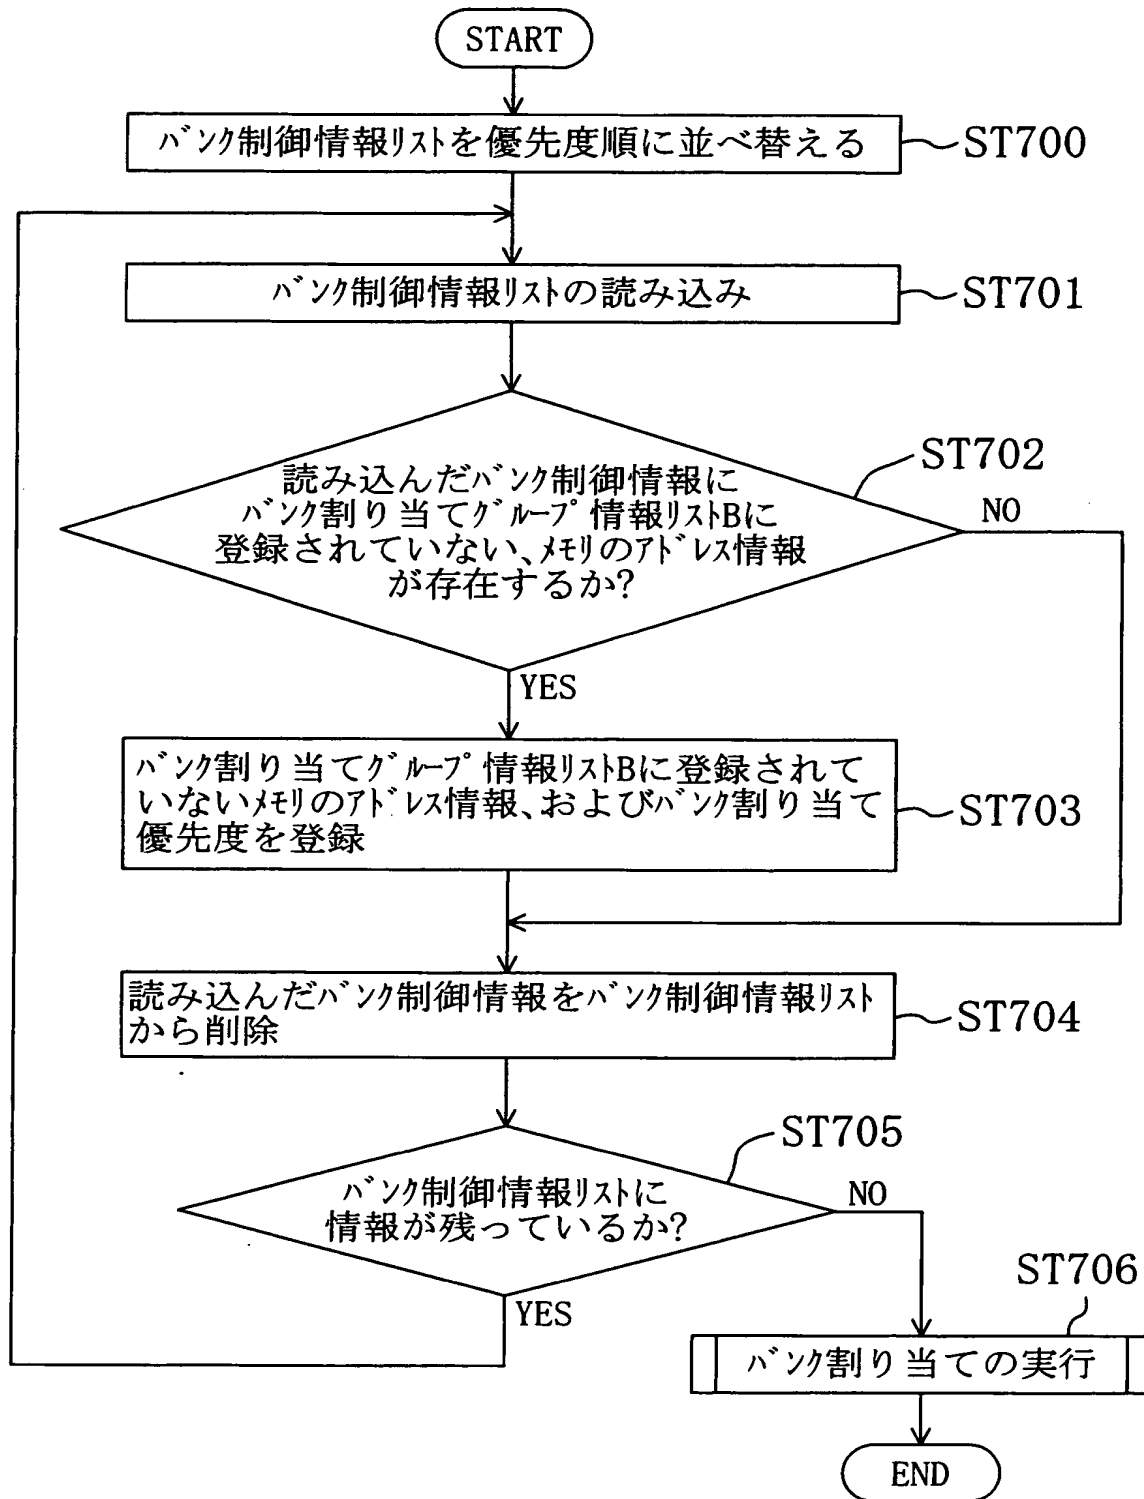 START
バンク制御情報リストを優先度順に並べ替える
ST700
バンク制御情報リストの読み込み
ST701
ST702
読み込んだバンク制御情報に
バンク割り当てグループ情報リストBに
登録されていない、メモリのアドレス情報
が存在するか?
NO
YES
バンク割り当てグループ情報リストBに登録されて
いないメモリのアドレス情報、およびバンク割り当て
優先度を登録
ST703
読み込んだバンク制御情報をバンク制御情報リスト
から削除
ST704
ST705
バンク制御情報リストに
情報が残っているか?
NO
YES
ST706
バンク割り当ての実行
END